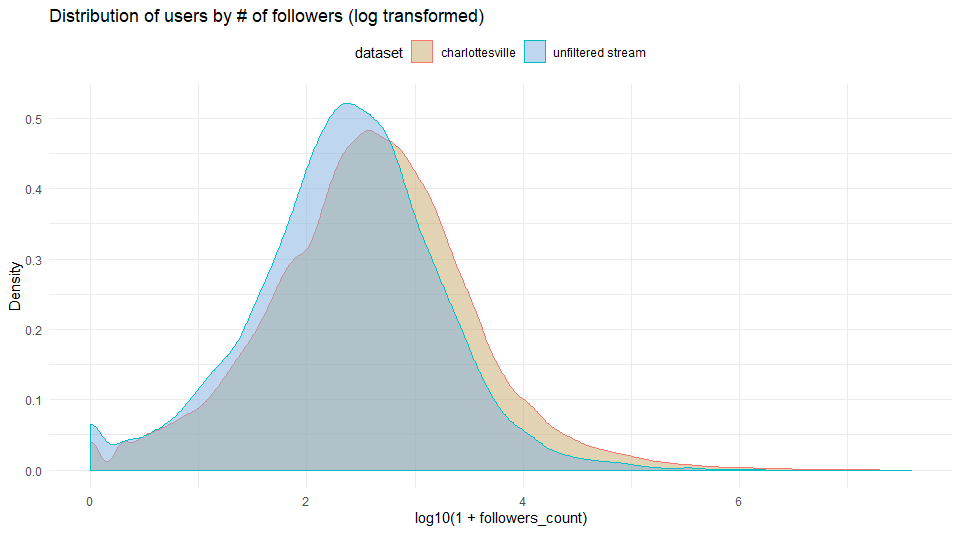 Distribution of users by # of followers (log transformed)
dataset charlottesville unfiltered stream
0.5
0.4
0.3
0.2
0.1
0.0
Density
0 2 4 6
log10(1 + followers_count)